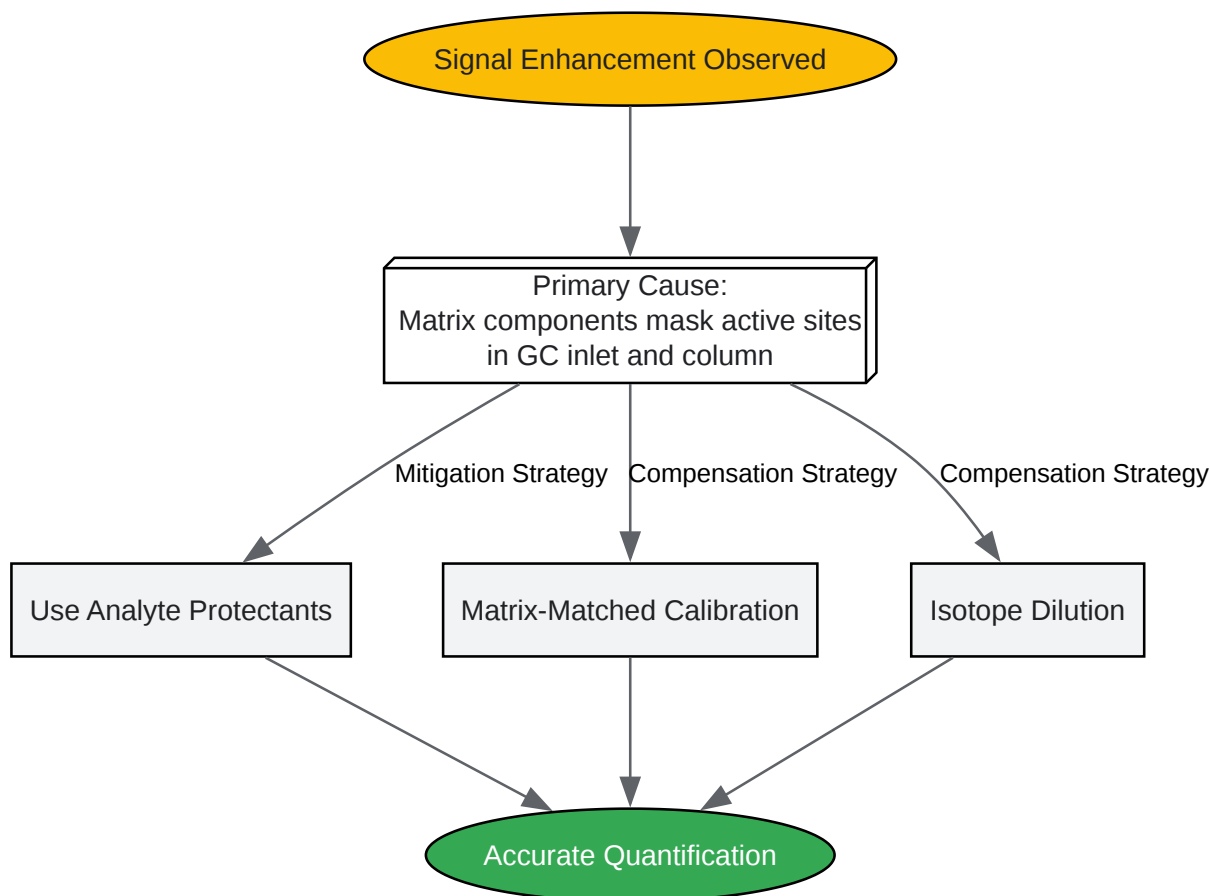 Signal Enhancement Observed
Primary Cause:
Matrix components mask active sites
in GC inlet and column
Mitigation Strategy
Compensation Strategy
Compensation Strategy
Use Analyte Protectants
Matrix-Matched Calibration
Isotope Dilution
Accurate Quantification